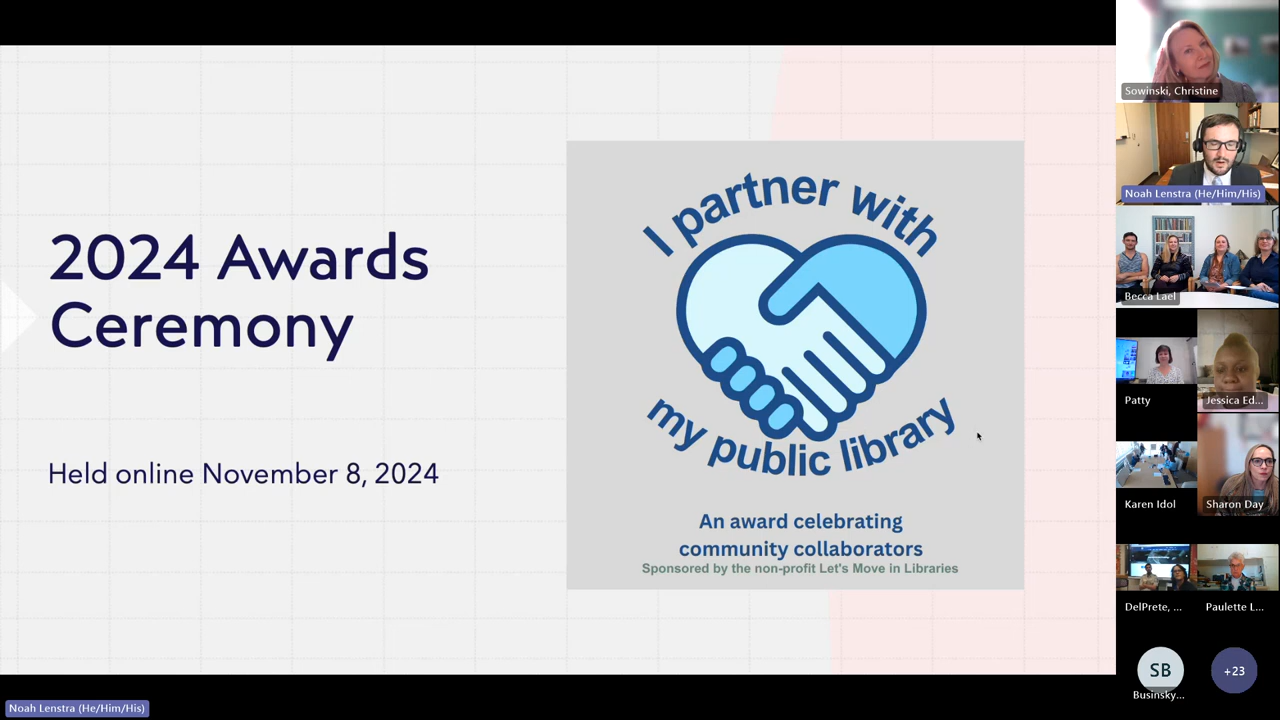 2024 Awards
Ceremony
Held online November 8, 2024
I partner with
my public library
An award celebrating
community collaborators
Sponsored by the non-profit Let's Move in Libraries
Sowinski, Christine
Noah Lenstra (He/Him/His)
Becca Lael
Patty
Jessica Ed...
Karen Idol
Sharon Day
DelPrete, ...
Paulette L...
SB
Businsky...
+23
Noah Lenstra (He/Him/His)